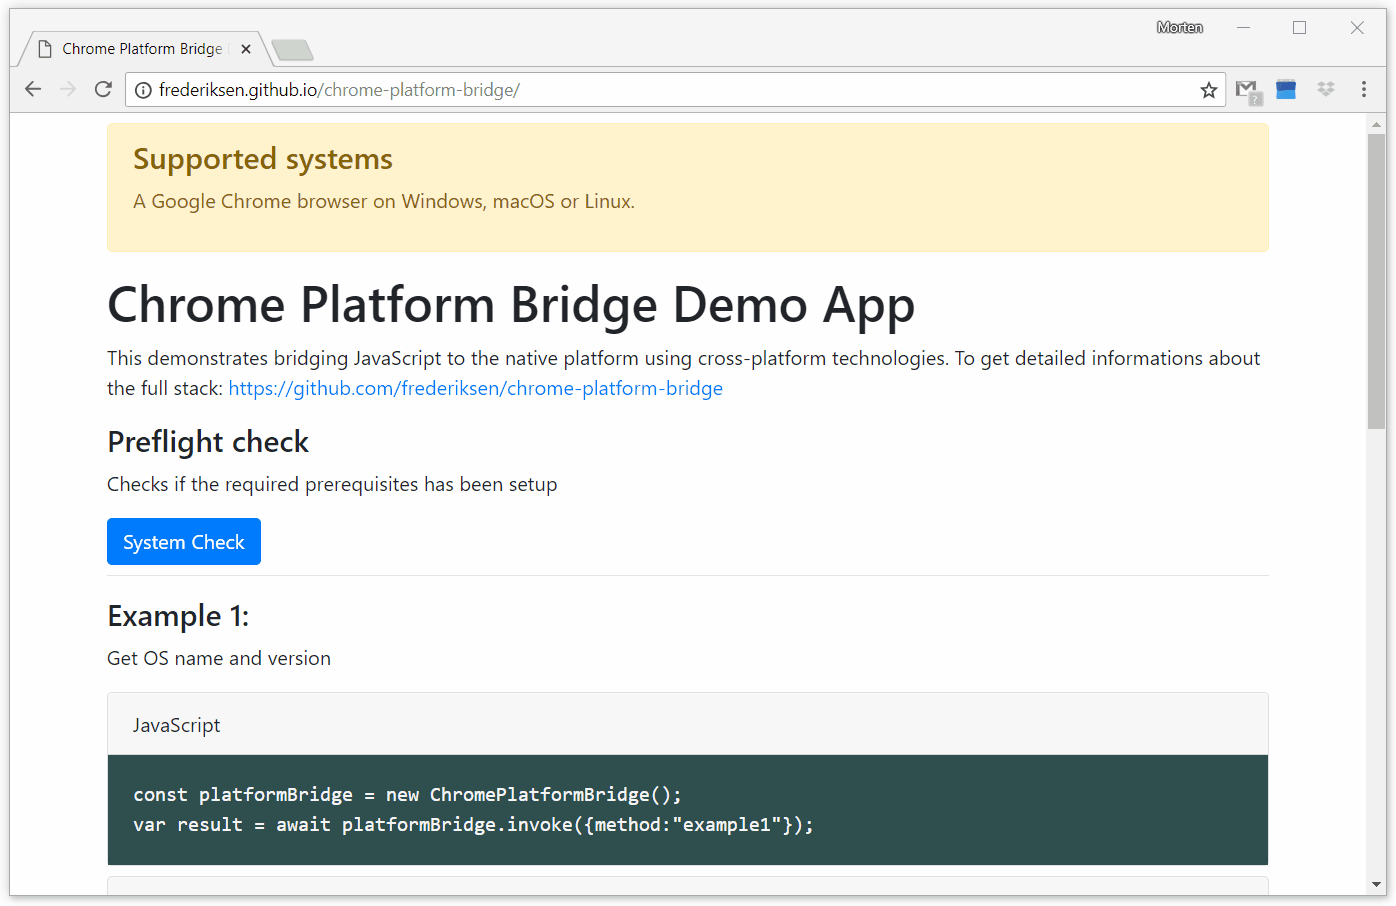 Morten
Chrome Platform Bridge
frederiksen.github.io/chrome-platform-bridge/
?
Supported systems
A Google Chrome browser on Windows, macOS or Linux.
Chrome Platform Bridge Demo App
This demonstrates bridging JavaScript to the native platform using cross-platform technologies. To get detailed informations about
the full stack: https://github.com/frederiksen/chrome-platform-bridge
Preflight check
Checks if the required prerequisites has been setup
System Check
Example 1:
Get OS name and version
JavaScript
const platformBridge = new ChromePlatformBridge();
var result = await platformBridge.invoke({method:"example1"});